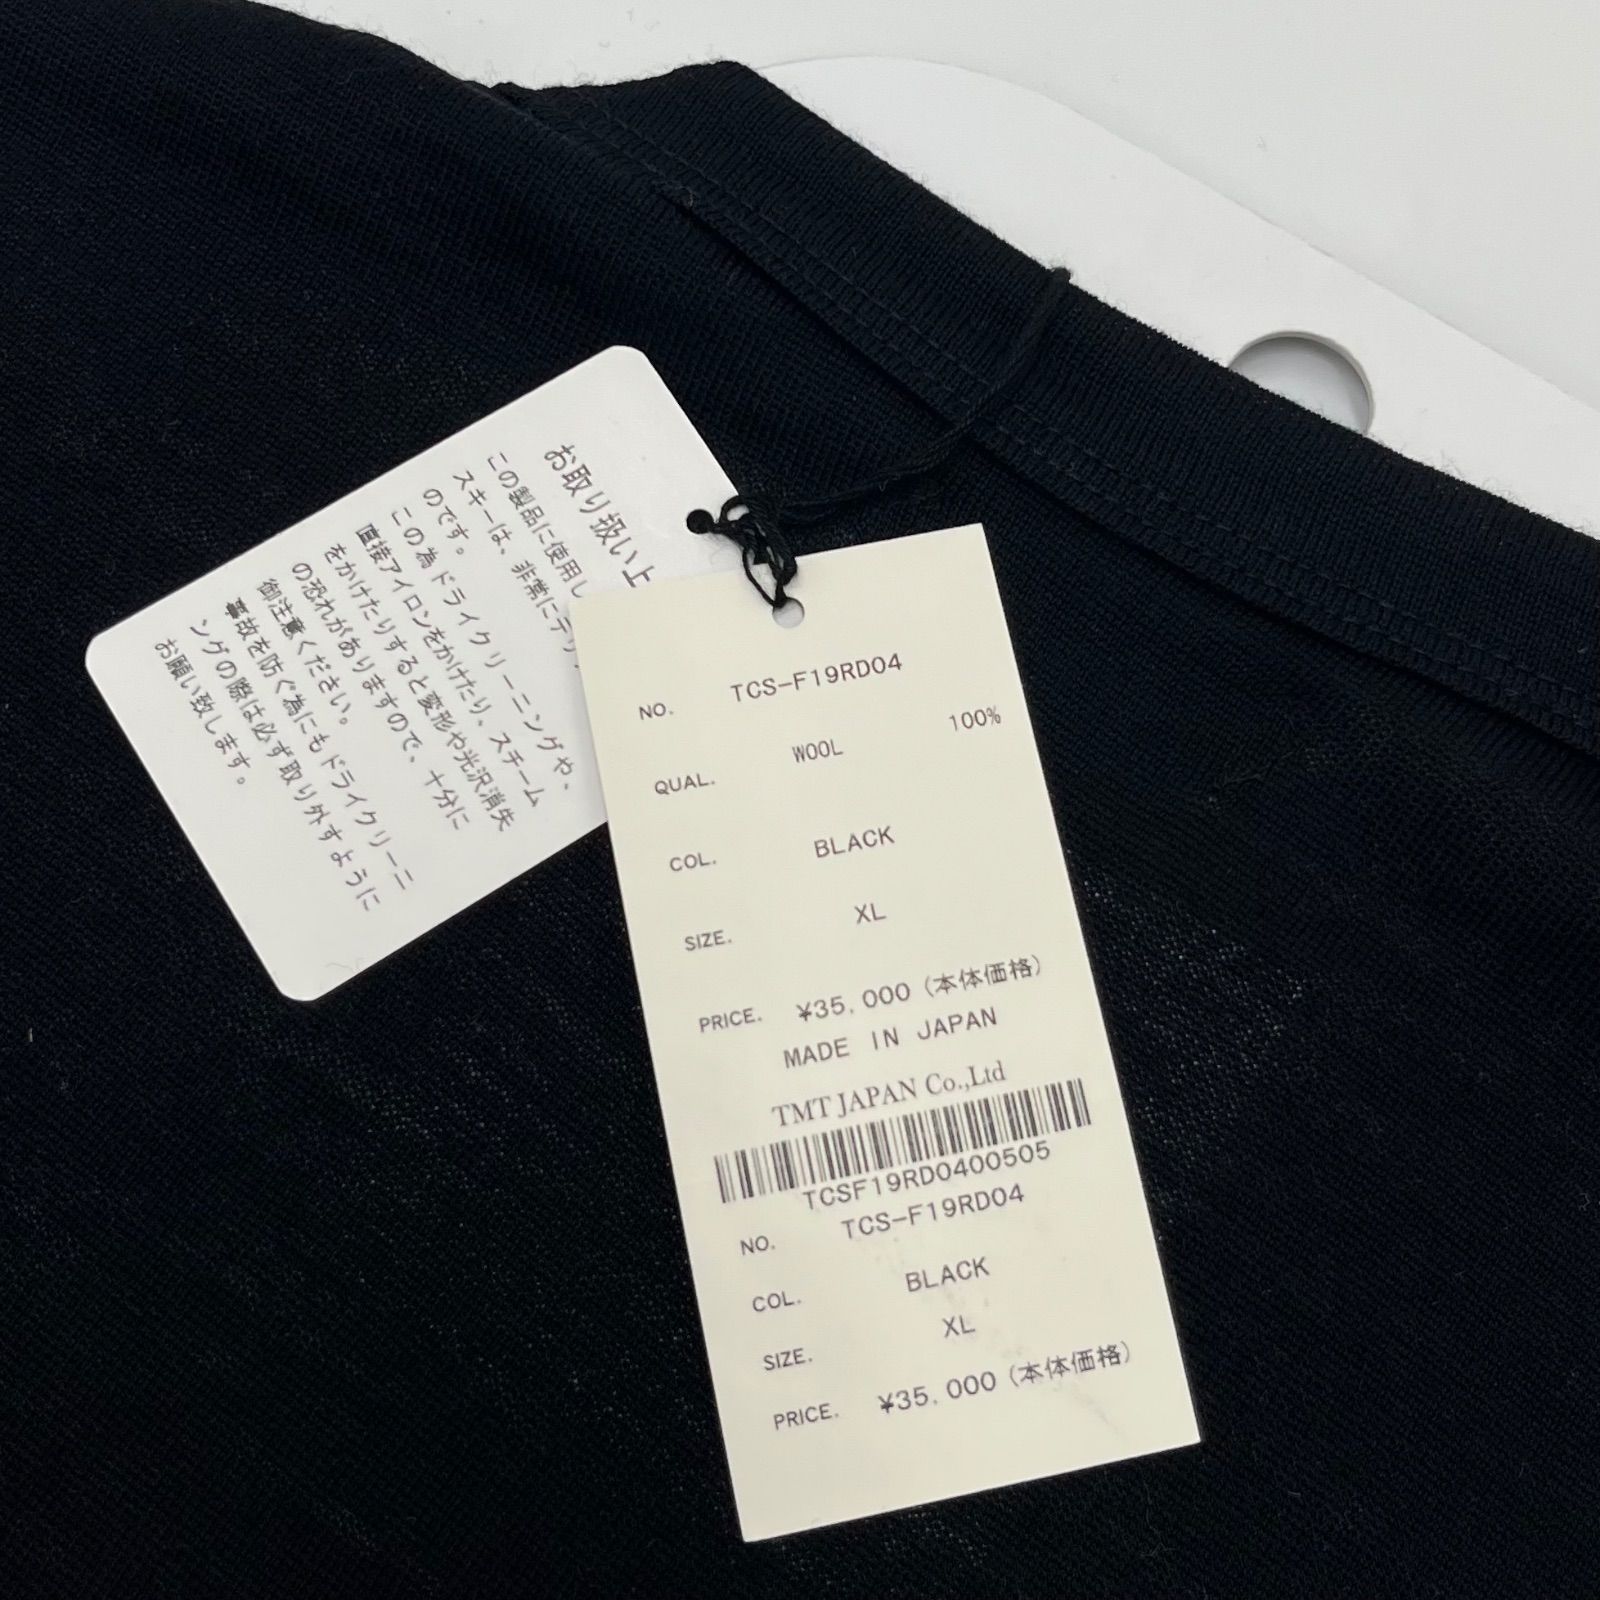 お取り扱い上
この製品に使用し
スキーは、非常にデリ
のです。
この為ドライクリーニングや、
直接アイロンをかけたり、スチーム
をかけたりすると変形や光沢消失
の恐れがありますので、十分に
御注意ください。
事故を防ぐ為にもドライクリーニ
ングの際は必ず取り外すように
お願い致します。
NO. TCS-F19RD04
QUAL. WOOL 100%
COL. BLACK
SIZE. XL
PRICE. ¥35,000(本体価格)
MADE IN JAPAN
TMT JAPAN Co.,Ltd
TCSF19RD0400505
NO. TCS-F19RD04
COL. BLACK
SIZE. XL
PRICE. ¥35,000(本体価格)